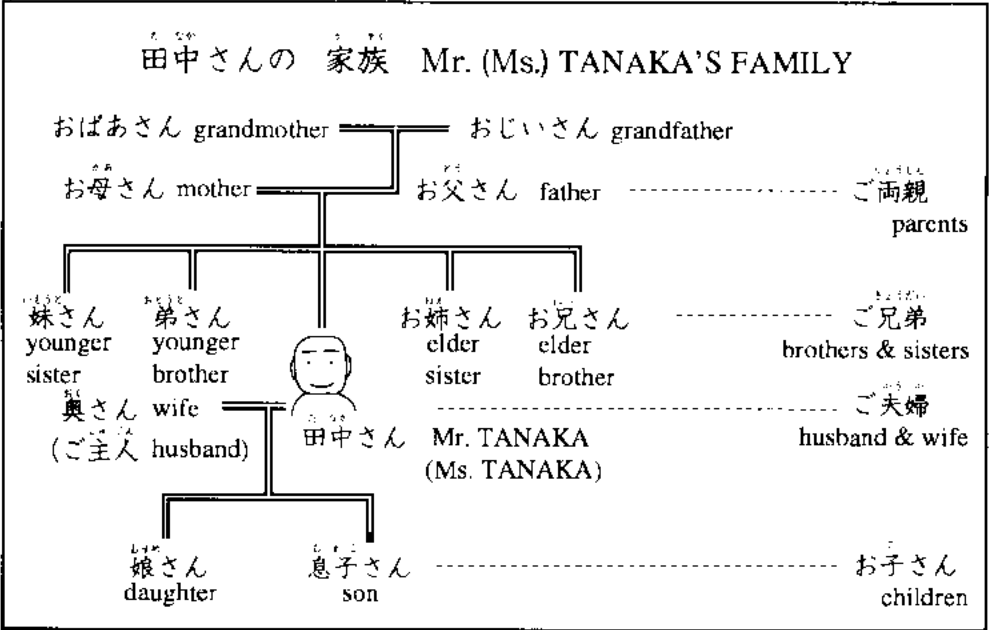 田中さんの 家族 Mr. (Ms.) TANAKA'S FAMILY
おばあさん grandmother おじいさん grandfather
お母さん mother お父さん father ご両親
parents
妹さん 弟さん お姉さん お兄さん ご兄弟
younger younger elder elder brothers & sisters
sister brother sister brother
奥さん wife ご夫婦
(ご主人 husband) 田中さん Mr. TANAKA husband & wife
(Ms. TANAKA)
娘さん 息子さん お子さん
daughter son children